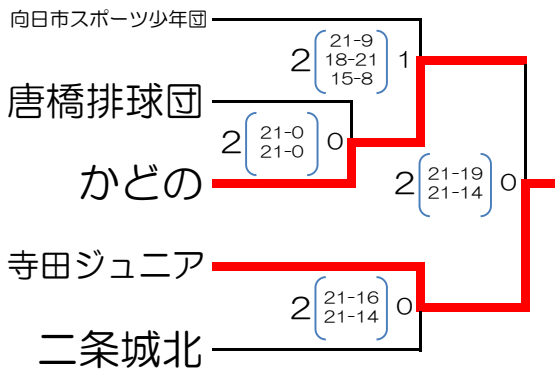 向日市スポーツ少年団
2 21-9 1
18-21
15-8
唐橋排球団
2 21-0 0
21-0
かどの
2 21-19 0
21-14
寺田ジュニア
2 21-16 0
21-14
二条城北